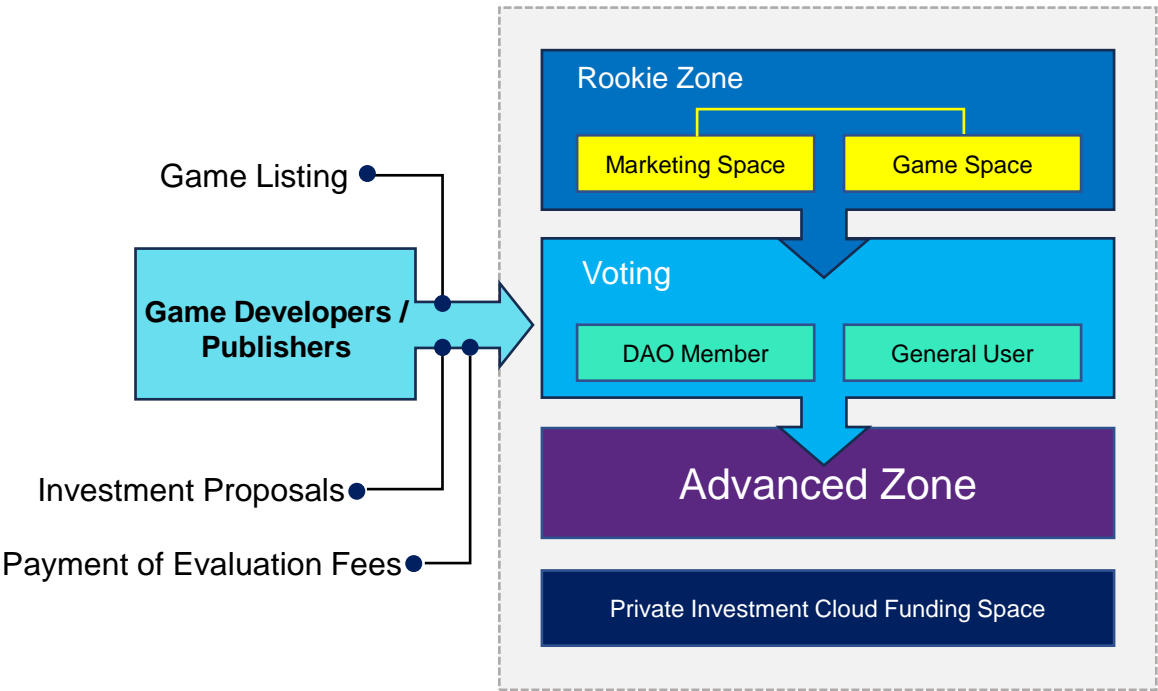 Game Listing
Game Developers /
Publishers
Investment Proposals
Payment of Evaluation Fees
Rookie Zone
Marketing Space
Game Space
Voting
DAO Member
General User
Advanced Zone
Private Investment Cloud Funding Space